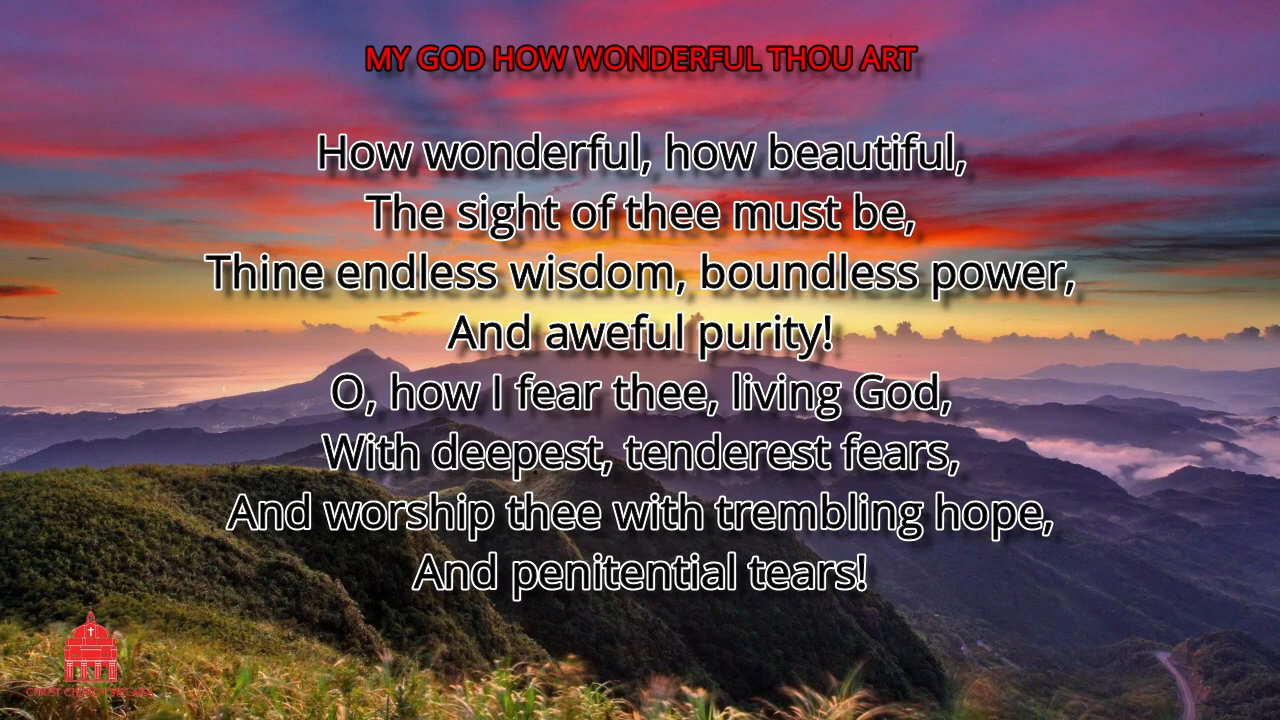 MY GOD HOW WONDERFUL THOU ART
How wonderful, how beautiful,
The sight of thee must be,
Thine endless wisdom, boundless power,
And aweful purity!
O, how I fear thee, living God,
With deepest, tenderest fears,
And worship thee with trembling hope,
And penitential tears!
CHRIST CHURCH